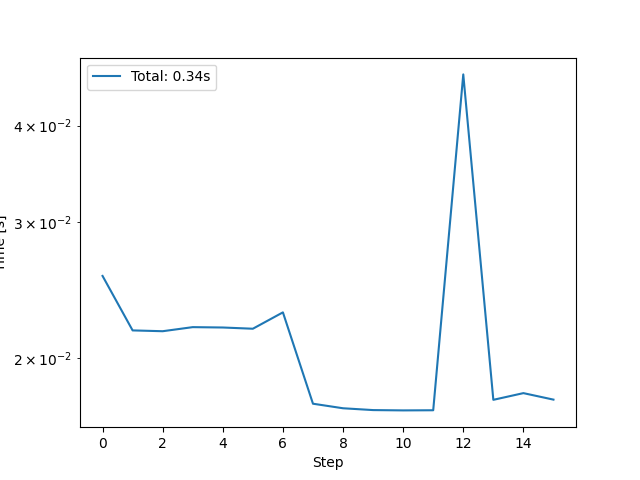 Total: 0.34s
4 × 10⁻²
3 × 10⁻²
2 × 10⁻²
Time [s]
0 2 4 6 8 10 12 14
Step